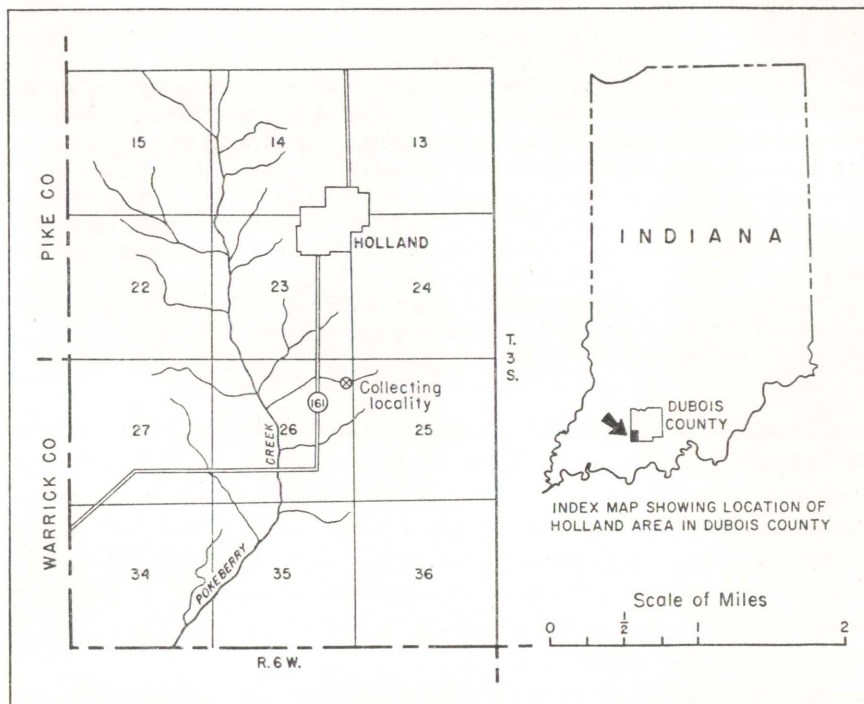 15
14
13
PIKE CO
HOLLAND
22
23
24
T.
3
S.
161
Collecting
locality
27
26
25
CREEK
WARRICK CO
34
35
36
POKEBERRY
R. 6 W.
INDIANA
DUBOIS
COUNTY
INDEX MAP SHOWING LOCATION OF
HOLLAND AREA IN DUBOIS COUNTY
Scale of Miles
0 1/2 1 2